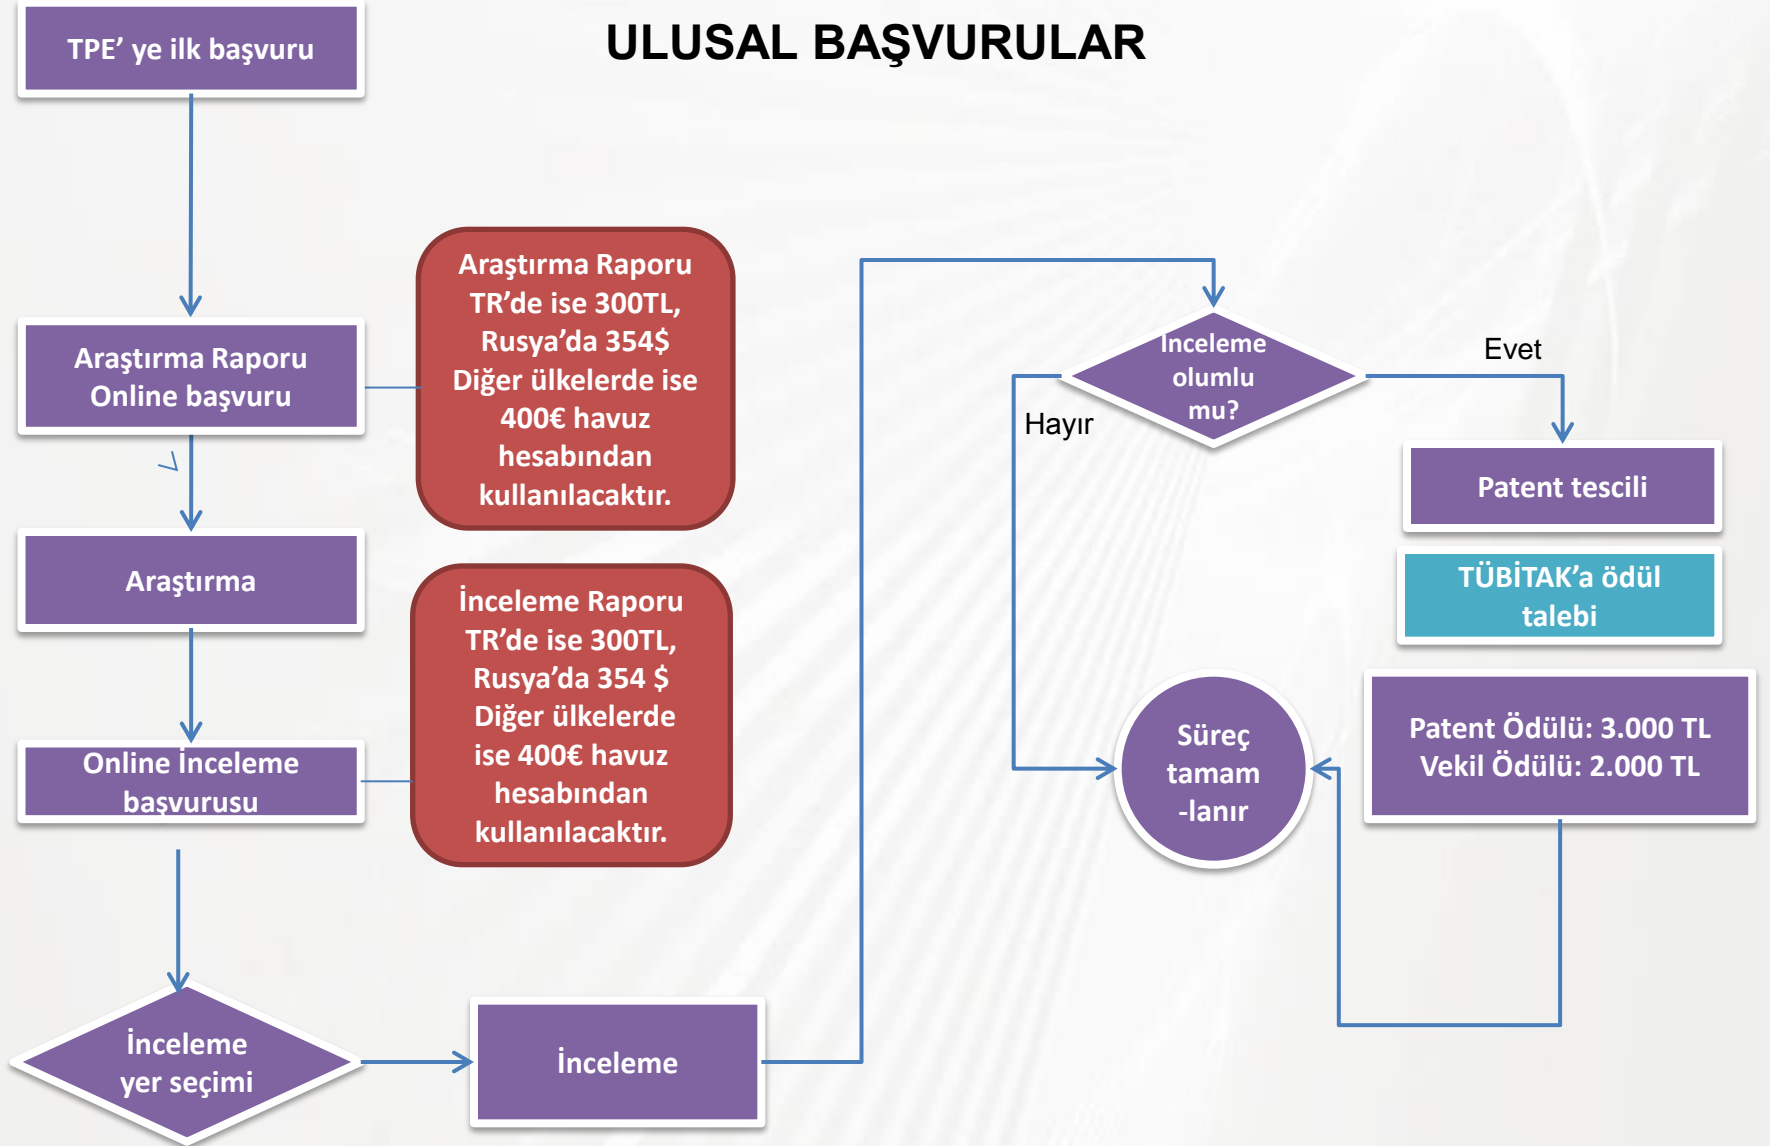 ULUSAL BAŞVURULAR
TPE' ye ilk başvuru
Araştırma Raporu
Online başvuru
Araştırma Raporu
TR'de ise 300TL,
Rusya'da 354$
Diğer ülkelerde ise
400€ havuz
hesabından
kullanılacaktır.
Araştırma
Online İnceleme
başvurusu
İnceleme Raporu
TR'de ise 300TL,
Rusya'da 354 $
Diğer ülkelerde
ise 400€ havuz
hesabından
kullanılacaktır.
İnceleme
yer seçimi
İnceleme
İnceleme
olumlu
mu?
Evet
Hayır
Patent tescili
TÜBİTAK'a ödül
talebi
Patent Ödülü: 3.000 TL
Vekil Ödülü: 2.000 TL
Süreç
tamam
-lanır